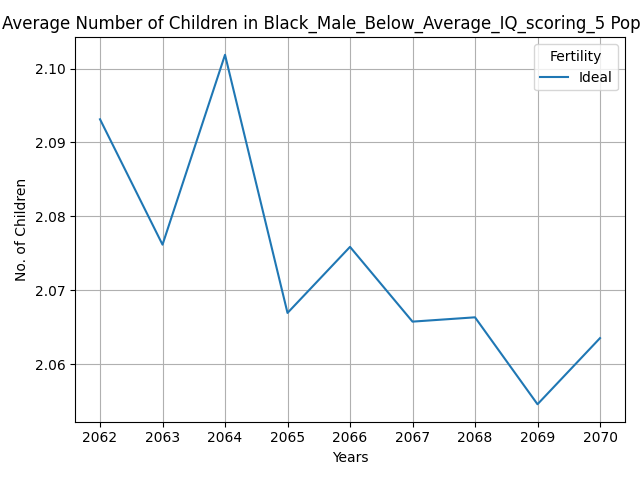 Average Number of Children in Black_Male_Below_Average_IQ_scoring_5 Pop
Fertility
Ideal
2.10
2.09
2.08
2.07
2.06
No. of Children
2062 2063 2064 2065 2066 2067 2068 2069 2070
Years